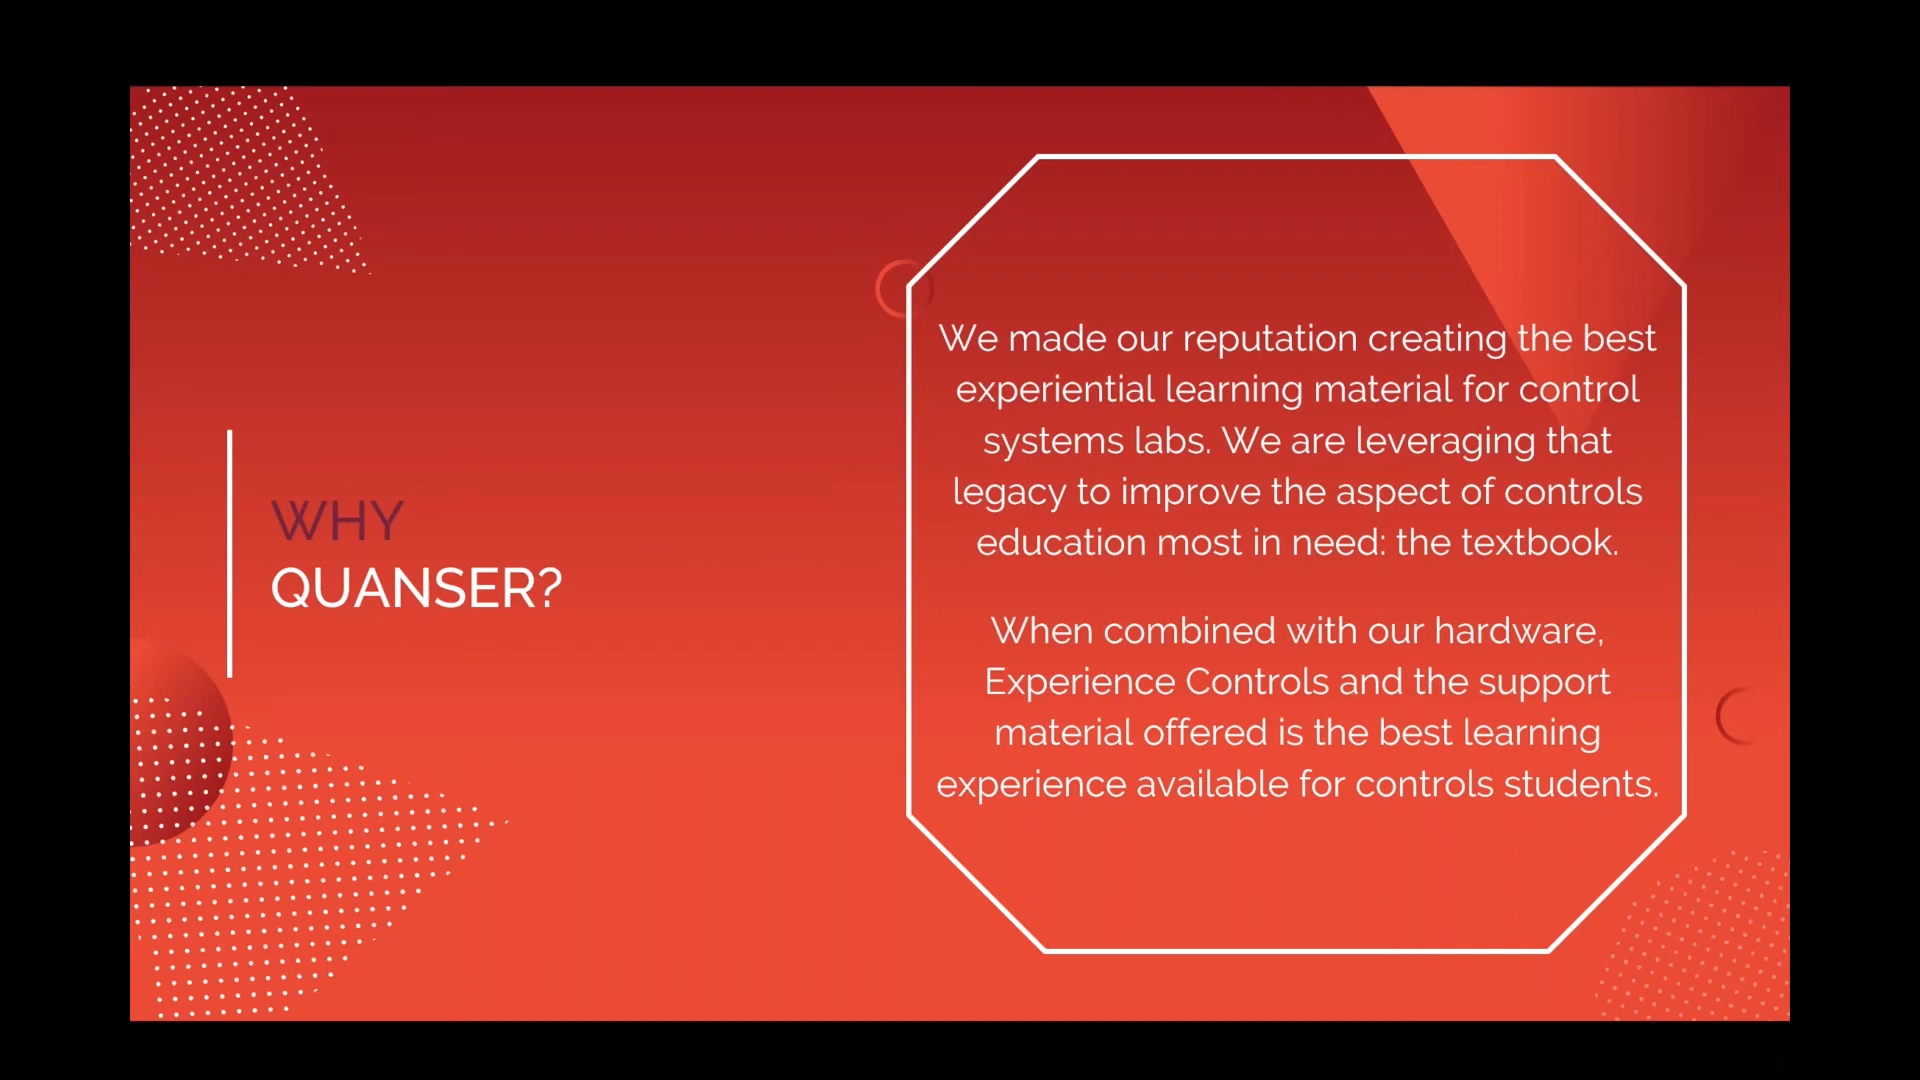 WHY
QUANSER?
We made our reputation creating the best
experiential learning material for control
systems labs. We are leveraging that
legacy to improve the aspect of controls
education most in need: the textbook.
When combined with our hardware,
Experience Controls and the support
material offered is the best learning
experience available for controls students.